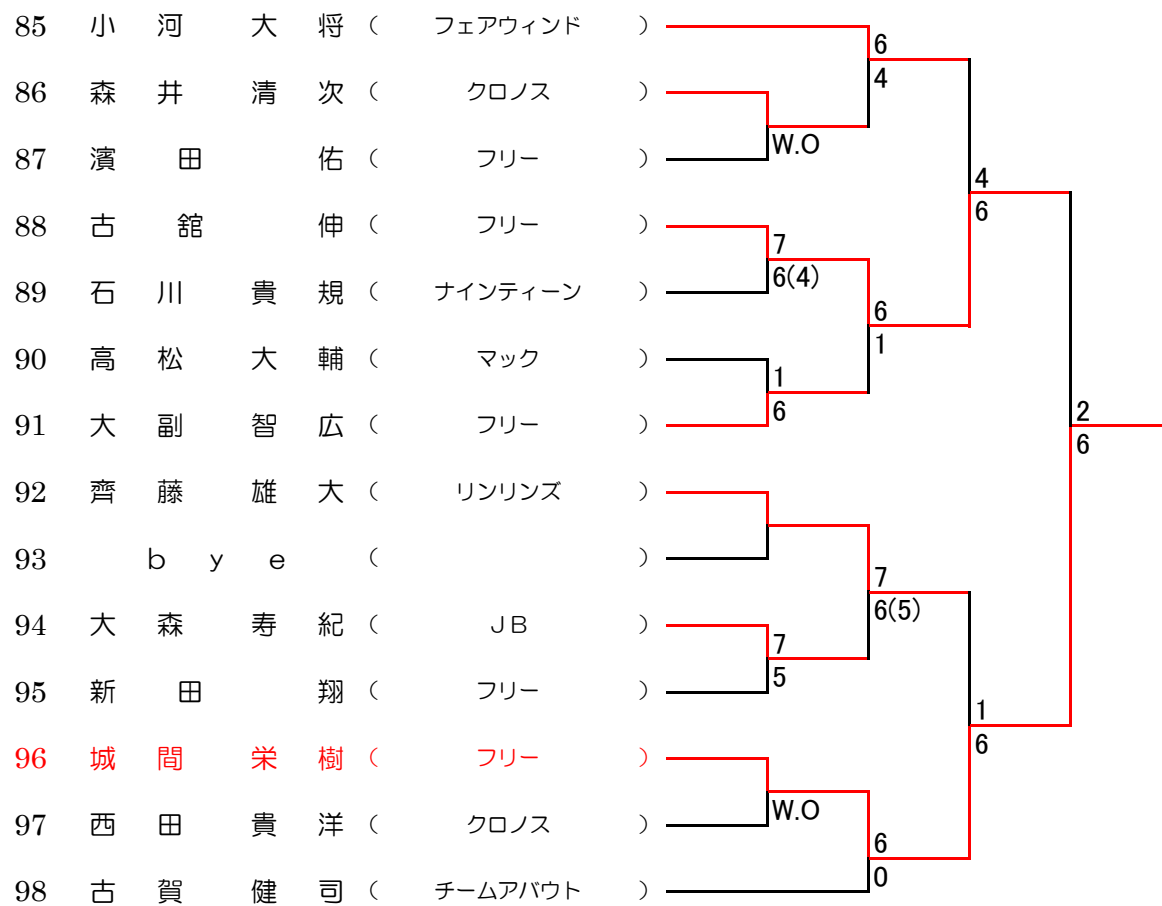 85 小河 大将 ( フェアウィンド )
6
86 森井 清次 ( クロノス )
4
W.O
87 濱田 佑 ( フリー )
4
6
88 古舘 伸 ( フリー )
7
6(4)
89 石川 貴規 ( ナインティーン )
6
1
90 高松 大輔 ( マック )
1
6
91 大副 智広 ( フリー )
2
6
92 齊藤 雄大 ( リンリンズ )
93 ｂｙｅ ( )
7
6(5)
94 大森 寿紀 ( ＪＢ )
7
5
95 新田 翔 ( フリー )
1
6
96 城間 栄樹 ( フリー )
W.O
97 西田 貴洋 ( クロノス )
6
0
98 古賀 健司 ( チームアバウト )